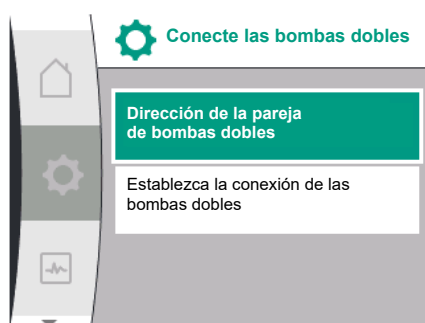 Conecte las bombas dobles
Dirección de la pareja
de bombas dobles
Establezca la conexión de las
bombas dobles